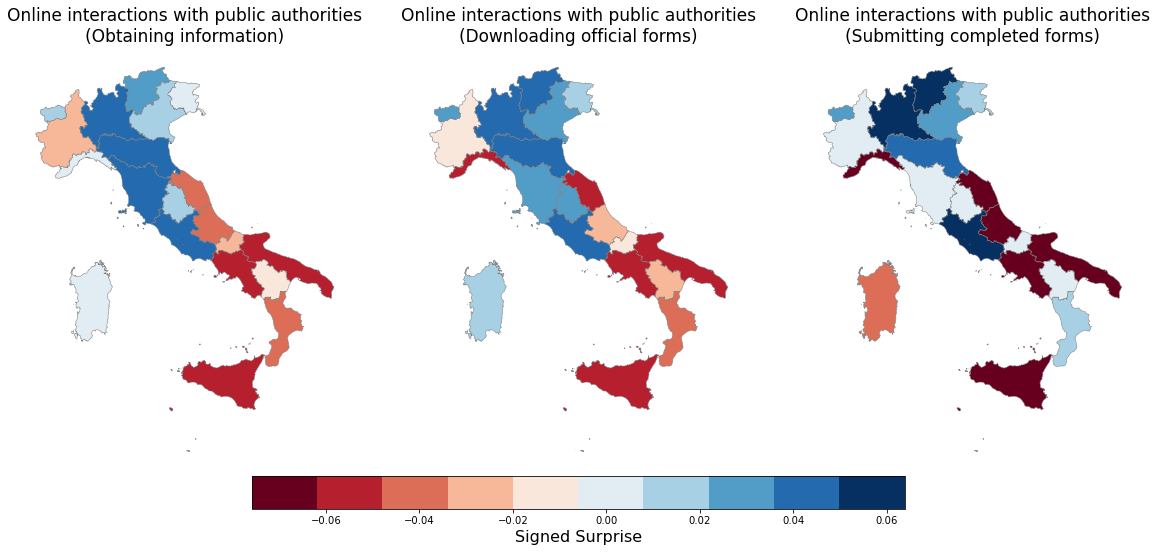 Online interactions with public authorities
(Obtaining information)
Online interactions with public authorities
(Downloading official forms)
Online interactions with public authorities
(Submitting completed forms)
−0.06 −0.04 −0.02 0.00 0.02 0.04 0.06
Signed Surprise